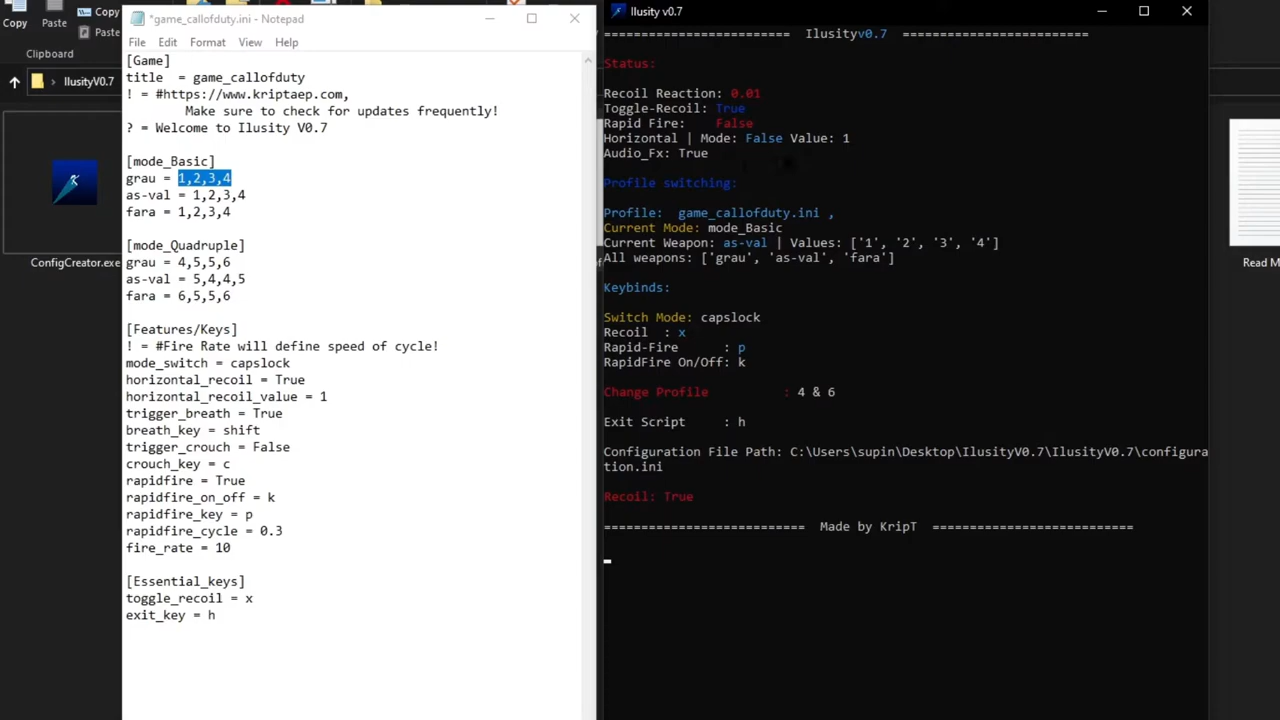 Copy
Paste
Copy
Paste
Clipboard
IlusityV0.7
ConfigCreator.exe
*game_callofduty.ini - Notepad
File Edit Format View Help
[Game]
title  = game_callofduty
! = #https://www.kriptaep.com,
Make sure to check for updates frequently!
? = Welcome to Ilusity V0.7
[mode_Basic]
grau = 1,2,3,4
as-val = 1,2,3,4
fara = 1,2,3,4
[mode_Quadruple]
grau = 4,5,5,6
as-val = 5,4,4,5
fara = 6,5,5,6
[Features/Keys]
! = #Fire Rate will define speed of cycle!
mode_switch = capslock
horizontal_recoil = True
horizontal_recoil_value = 1
trigger_breath = True
breath_key = shift
trigger_crouch = False
crouch_key = c
rapidfire = True
rapidfire_on_off = k
rapidfire_key = p
rapidfire_cycle = 0.3
fire_rate = 10
[Essential_keys]
toggle_recoil = x
exit_key = h
Ilusity v0.7
========================= Ilusityv0.7 =========================
Status:
Recoil Reaction: 0.01
Toggle-Recoil: True
Rapid Fire: False
Horizontal | Mode: False Value: 1
Audio_Fx: True
Profile switching:
Profile: game_callofduty.ini ,
Current Mode: mode_Basic
Current Weapon: as-val | Values: ['1', '2', '3', '4']
All weapons: ['grau', 'as-val', 'fara']
Keybinds:
Switch Mode: capslock
Recoil : x
Rapid-Fire : p
RapidFire On/Off: k
Change Profile : 4 & 6
Exit Script : h
Configuration File Path: C:\Users\supin\Desktop\IlusityV0.7\IlusityV0.7\configura
tion.ini
Recoil: True
=========================== Made by KripT ===========================
Read M